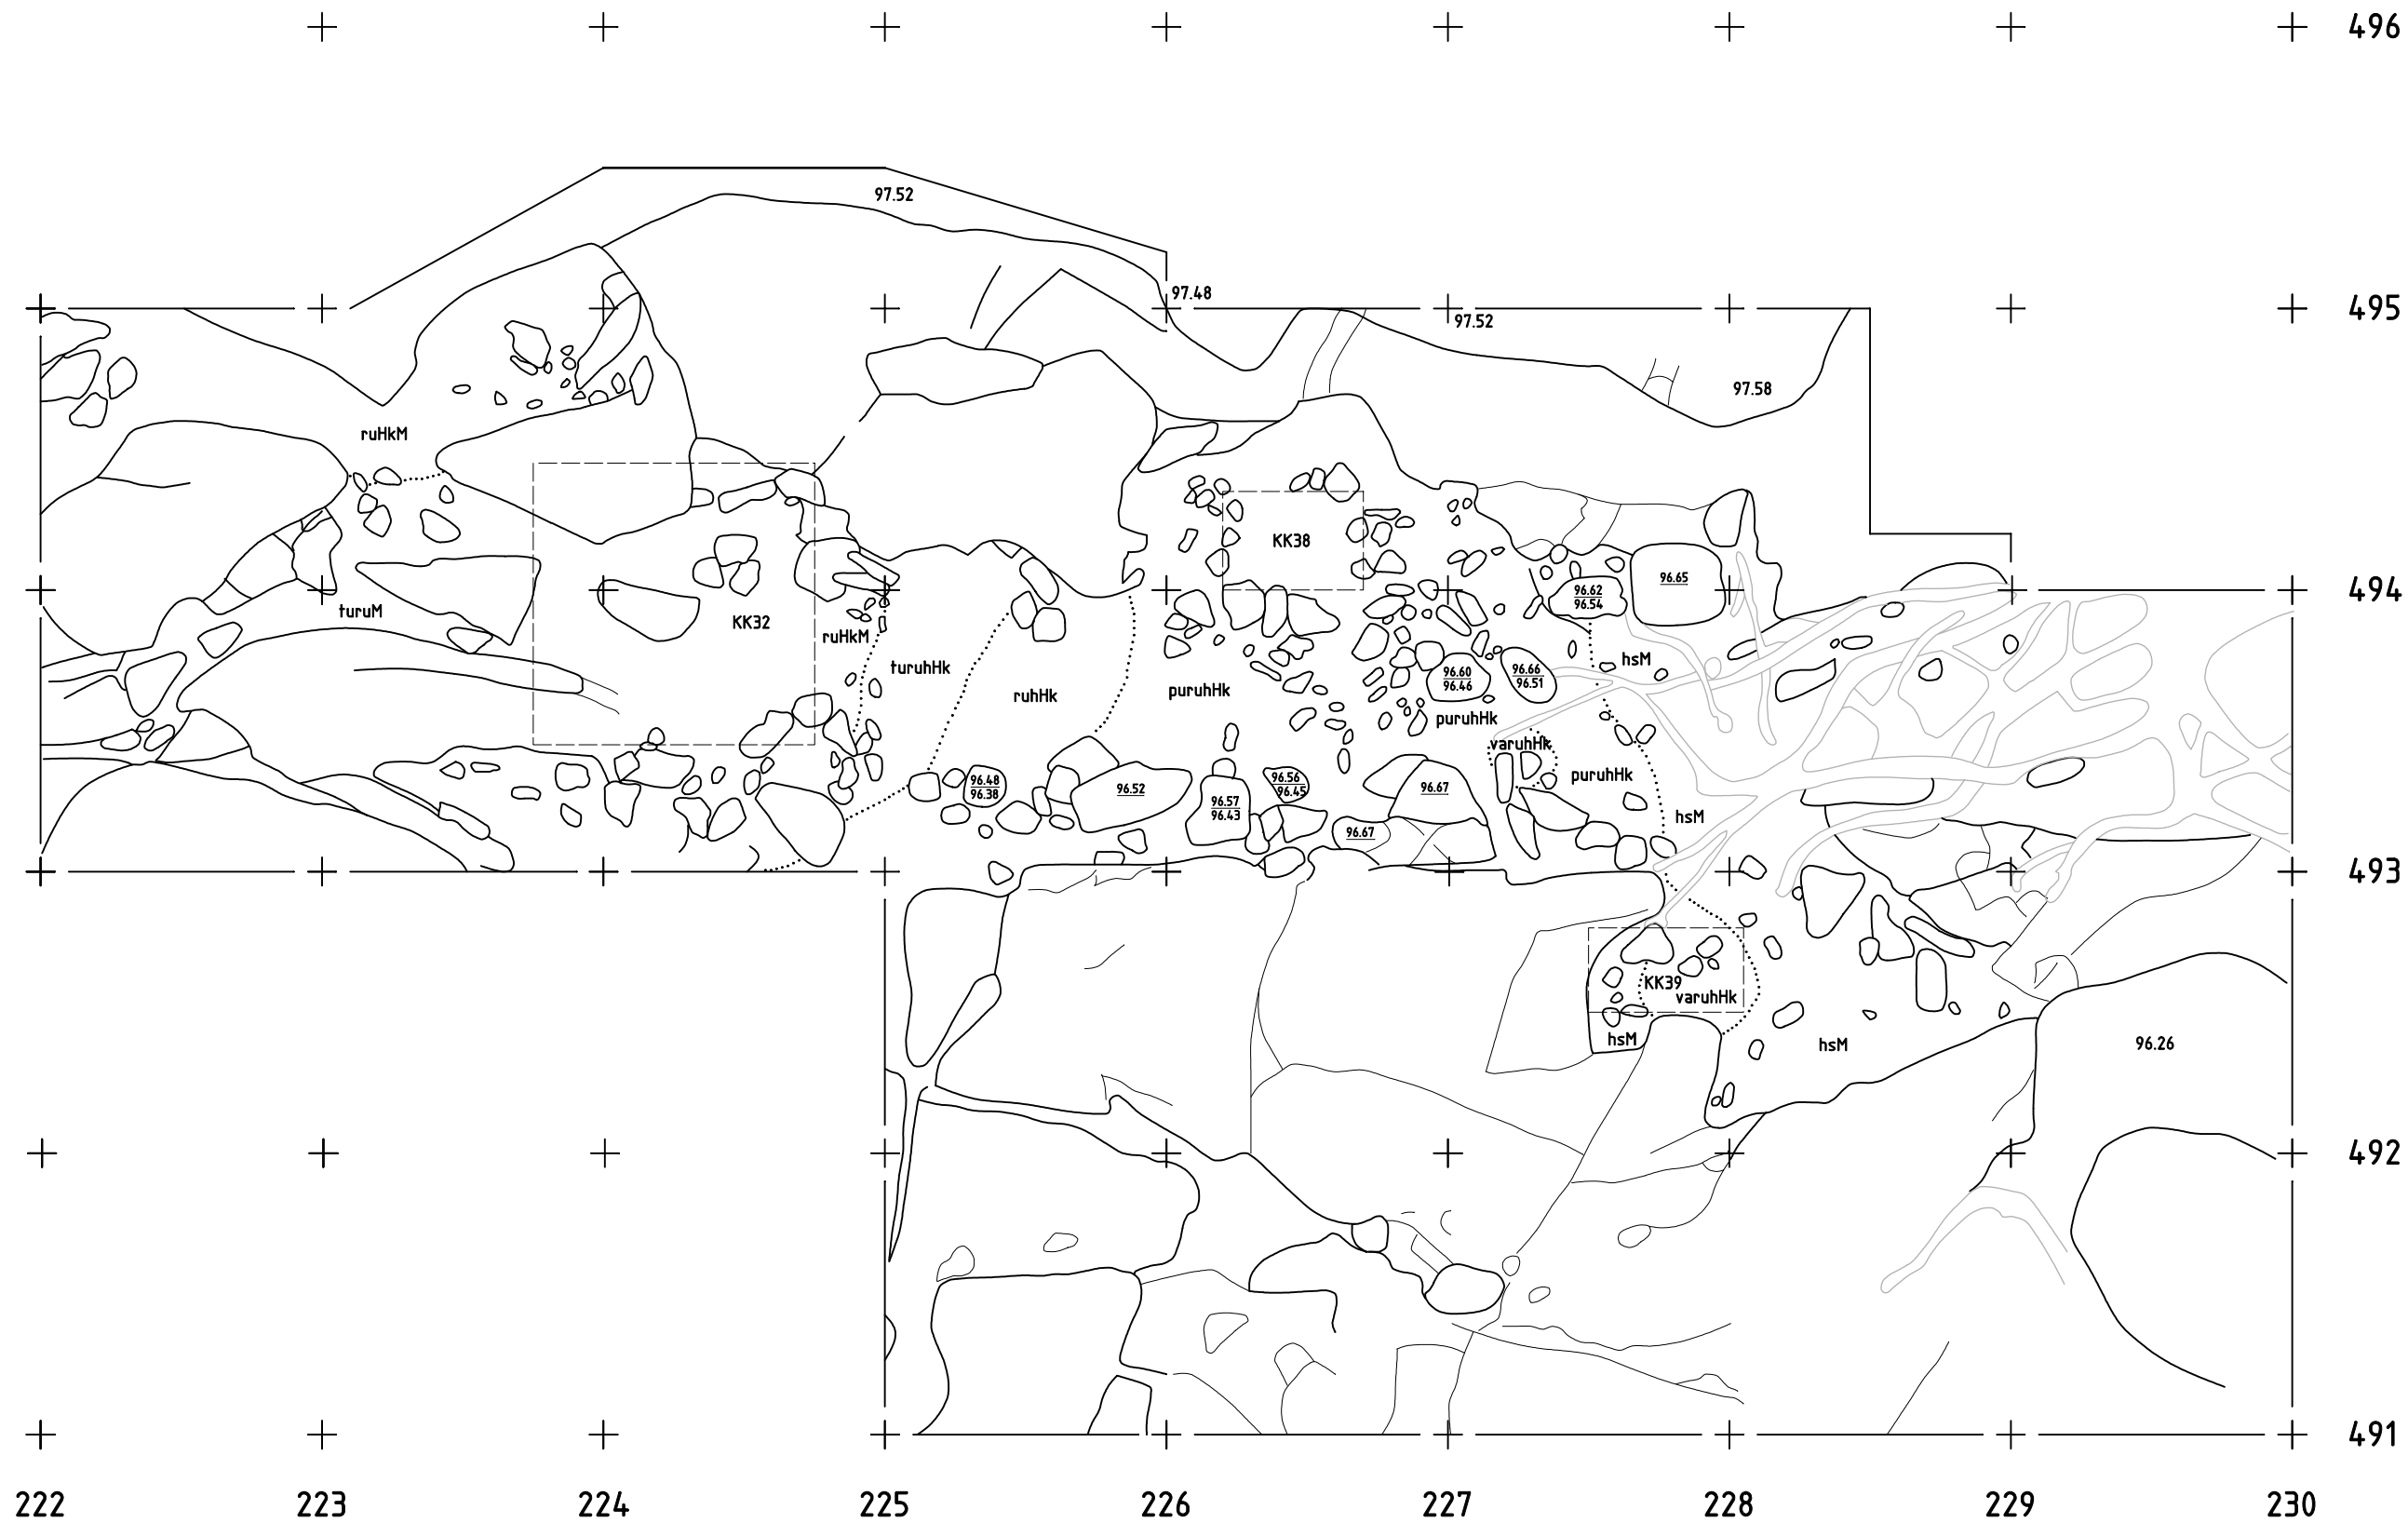 496
97.52
97.48
495
97.52
97.58
ruHkM
KK38
96.65
494
96.62
96.54
turuM
KK32
ruHkM
hsM
turuhHk
96.60
96.46
96.66
96.51
ruhHk
puruhHk
puruhHk
varuhHk
puruhHk
96.48
96.38
96.52
96.56
96.45
96.67
96.57
96.43
hsM
96.67
493
KK39
varuhHk
hsM
hsM
96.26
492
491
222 223 224 225 226 227 228 229 230